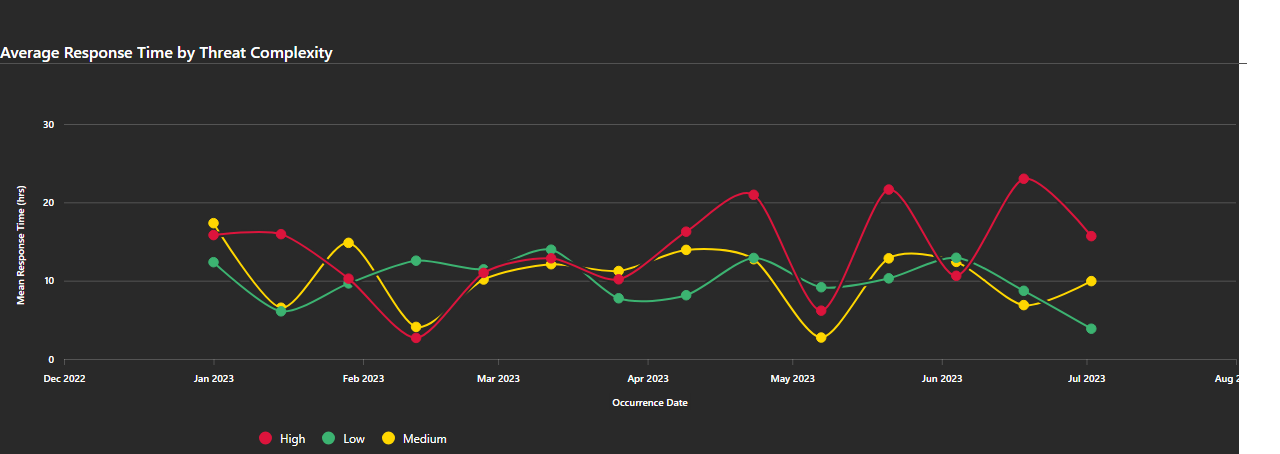 Average Response Time by Threat Complexity
30
20
10
0
Mean Response Time (hrs)
Dec 2022 Jan 2023 Feb 2023 Mar 2023 Apr 2023 May 2023 Jun 2023 Jul 2023 Aug 2
Occurrence Date
High Low Medium